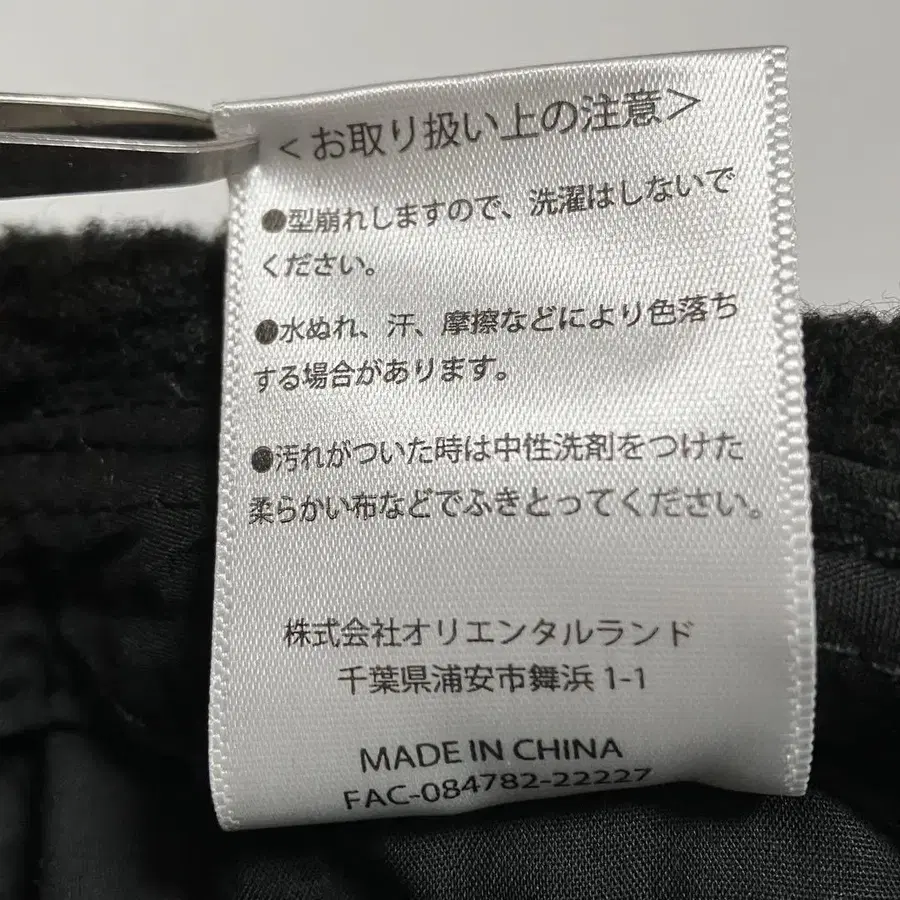 ＜お取り扱い上の注意＞
●型崩れしますので、洗濯はしないで
ください。
●水ぬれ、汗、摩擦などにより色落ち
する場合があります。
●汚れがついた時は中性洗剤をつけた
柔らかい布などでふきとってください。
株式会社オリエンタルランド
千葉県浦安市舞浜 1-1
MADE IN CHINA
FAC-084782-22227